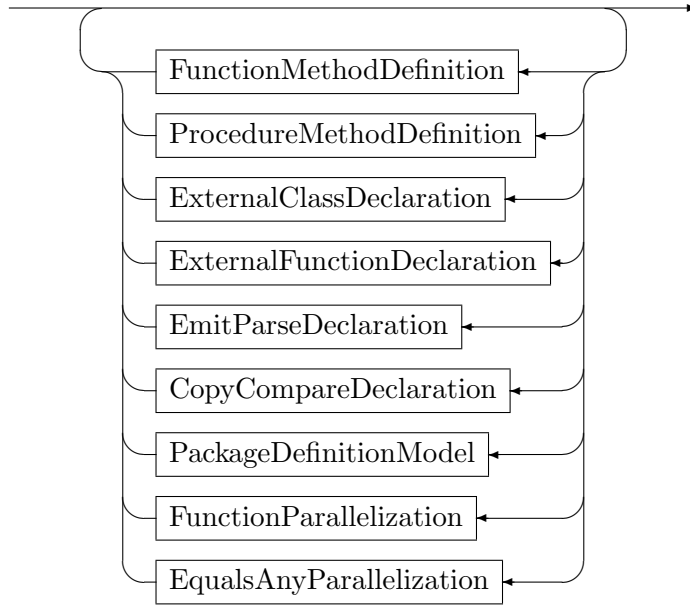 FunctionMethodDefinition
ProcedureMethodDefinition
ExternalClassDeclaration
ExternalFunctionDeclaration
EmitParseDeclaration
CopyCompareDeclaration
PackageDefinitionModel
FunctionParallelization
EqualsAnyParallelization